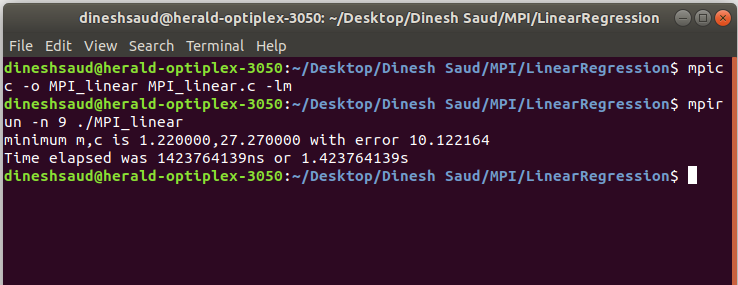 dineshsaud@herald-optiplex-3050: ~/Desktop/Dinesh Saud/MPI/LinearRegression
File Edit View Search Terminal Help
dineshsaud@herald-optiplex-3050:~/Desktop/Dinesh Saud/MPI/LinearRegression$ mpic
c -o MPI_linear MPI_linear.c -lm
dineshsaud@herald-optiplex-3050:~/Desktop/Dinesh Saud/MPI/LinearRegression$ mpir
un -n 9 ./MPI_linear
minimum m,c is 1.220000,27.270000 with error 10.122164
Time elapsed was 1423764139ns or 1.423764139s
dineshsaud@herald-optiplex-3050:~/Desktop/Dinesh Saud/MPI/LinearRegression$